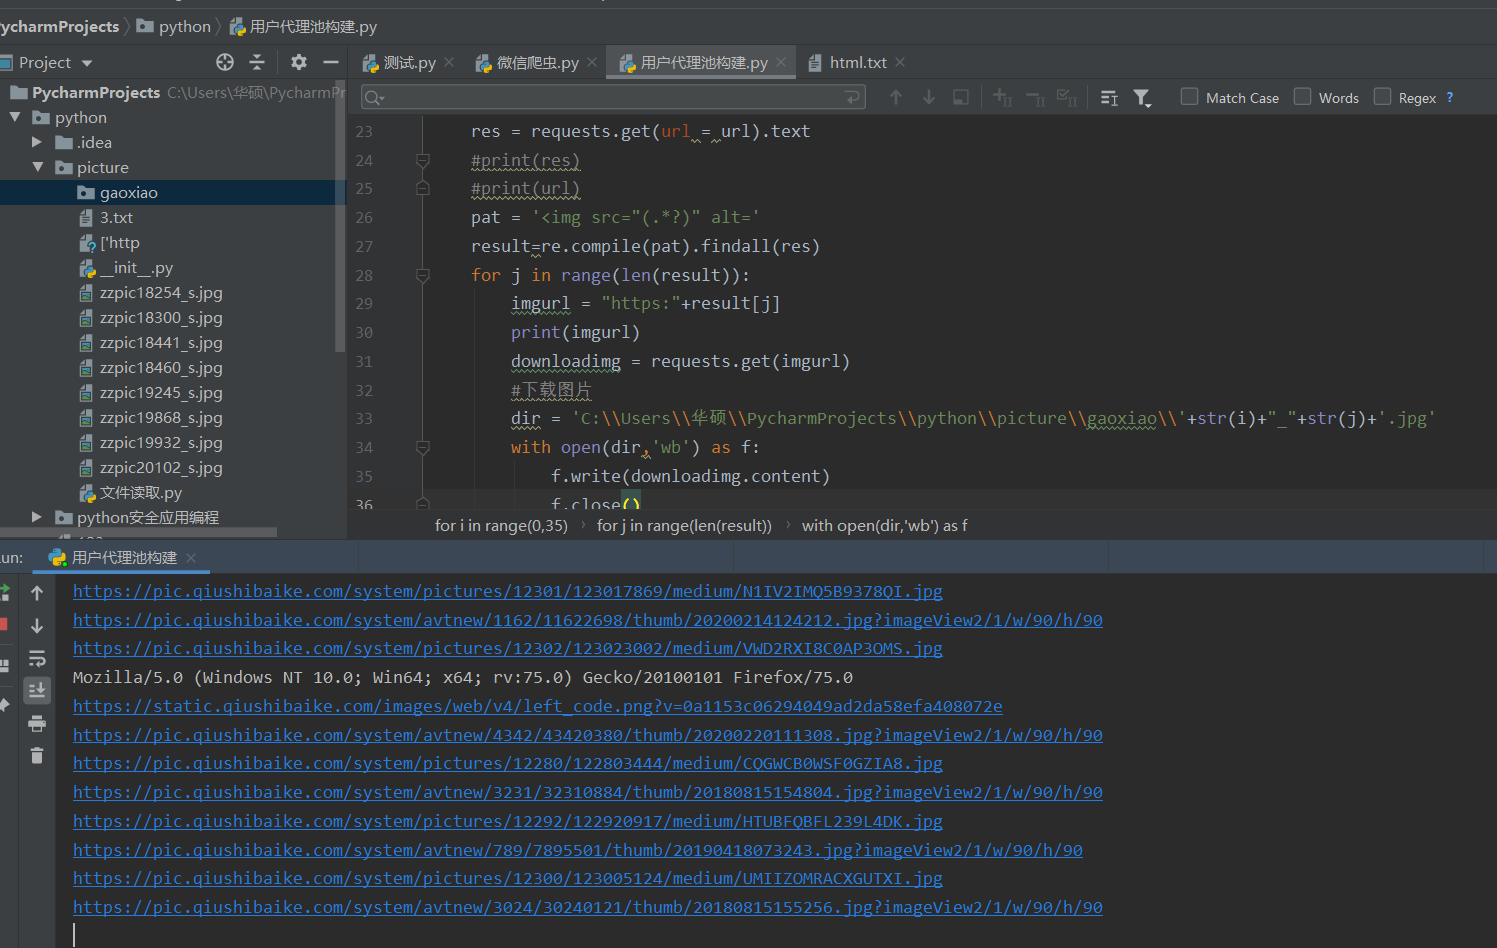 ycharmProjects python 用户代理池构建.py
Project
测试.py 微信爬虫.py 用户代理池构建.py html.txt
PycharmProjects C:\Users\华硕\PycharmPr
Match Case Words Regex ?
python
.idea
picture
gaoxiao
3.txt
['http
__init__.py
zzpic18254_s.jpg
zzpic18300_s.jpg
zzpic18441_s.jpg
zzpic18460_s.jpg
zzpic19245_s.jpg
zzpic19868_s.jpg
zzpic19932_s.jpg
zzpic20102_s.jpg
文件读取.py
python安全应用编程
23 res = requests.get(url = url).text
24 #print(res)
25 #print(url)
26 pat = '<img src="(.*?)" alt='
27 result=re.compile(pat).findall(res)
28 for j in range(len(result)):
29 imgurl = "https:"+result[j]
30 print(imgurl)
31 downloadimg = requests.get(imgurl)
32 #下载图片
33 dir = 'C:\\Users\\华硕\\PycharmProjects\\python\\picture\\gaoxiao\\'+str(i)+"_"+str(j)+'.jpg'
34 with open(dir,'wb') as f:
35 f.write(downloadimg.content)
36 f.close()
for i in range(0,35) for j in range(len(result)) with open(dir,'wb') as f
un: 用户代理池构建
https://pic.qiushibaike.com/system/pictures/12301/123017869/medium/N1IV2IMQ5B9378QI.jpg
https://pic.qiushibaike.com/system/avtnew/1162/11622698/thumb/20200214124212.jpg?imageView2/1/w/90/h/90
https://pic.qiushibaike.com/system/pictures/12302/123023002/medium/VWD2RXI8C0AP3OMS.jpg
Mozilla/5.0 (Windows NT 10.0; Win64; x64; rv:75.0) Gecko/20100101 Firefox/75.0
https://static.qiushibaike.com/images/web/v4/left_code.png?v=0a1153c06294049ad2da58efa408072e
https://pic.qiushibaike.com/system/avtnew/4342/43420380/thumb/20200220111308.jpg?imageView2/1/w/90/h/90
https://pic.qiushibaike.com/system/pictures/12280/122803444/medium/CQGWCB0WSF0GZIA8.jpg
https://pic.qiushibaike.com/system/avtnew/3231/32310884/thumb/20180815154804.jpg?imageView2/1/w/90/h/90
https://pic.qiushibaike.com/system/pictures/12292/122920917/medium/HTUBFQBFL239L4DK.jpg
https://pic.qiushibaike.com/system/avtnew/789/7895501/thumb/20190418073243.jpg?imageView2/1/w/90/h/90
https://pic.qiushibaike.com/system/pictures/12300/123005124/medium/UMIIZOMRACXGUTXI.jpg
https://pic.qiushibaike.com/system/avtnew/3024/30240121/thumb/20180815155256.jpg?imageView2/1/w/90/h/90